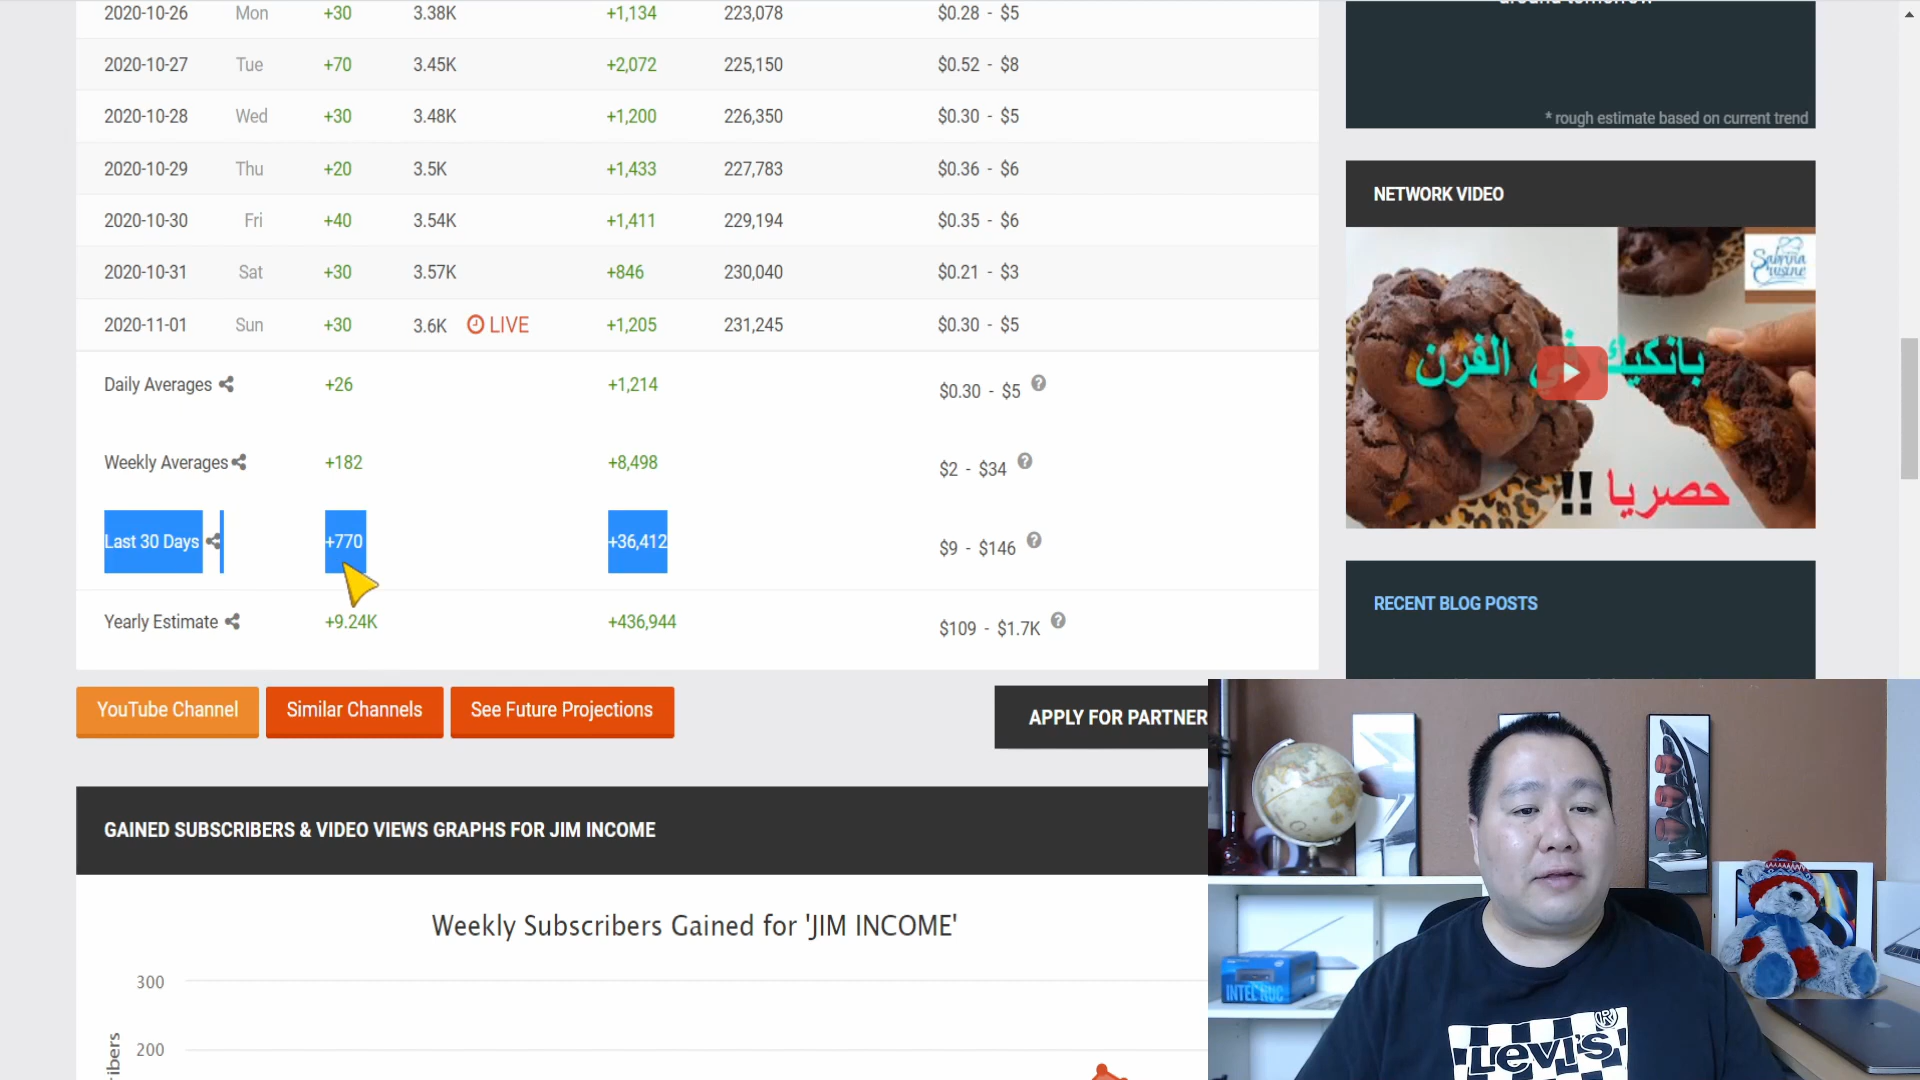 2020-10-26 Mon +30 3.38K +1,134 223,078 $0.28 - $5
2020-10-27 Tue +70 3.45K +2,072 225,150 $0.52 - $8
2020-10-28 Wed +30 3.48K +1,200 226,350 $0.30 - $5
2020-10-29 Thu +20 3.5K +1,433 227,783 $0.36 - $6
2020-10-30 Fri +40 3.54K +1,411 229,194 $0.35 - $6
2020-10-31 Sat +30 3.57K +846 230,040 $0.21 - $3
2020-11-01 Sun +30 3.6K LIVE +1,205 231,245 $0.30 - $5
Daily Averages +26 +1,214 $0.30 - $5 ?
Weekly Averages +182 +8,498 $2 - $34 ?
Last 30 Days +770 +36,412 $9 - $146 ?
Yearly Estimate +9.24K +436,944 $109 - $1.7K ?
YouTube Channel
Similar Channels
See Future Projections
APPLY FOR PARTNER
GAINED SUBSCRIBERS & VIDEO VIEWS GRAPHS FOR JIM INCOME
Weekly Subscribers Gained for 'JIM INCOME'
300
200
around tomorrow
* rough estimate based on current trend
NETWORK VIDEO
Sabrina
Cuisine
بانكيك في الفرن
حصريا !!
RECENT BLOG POSTS
INTEL NUC
Levi's
®